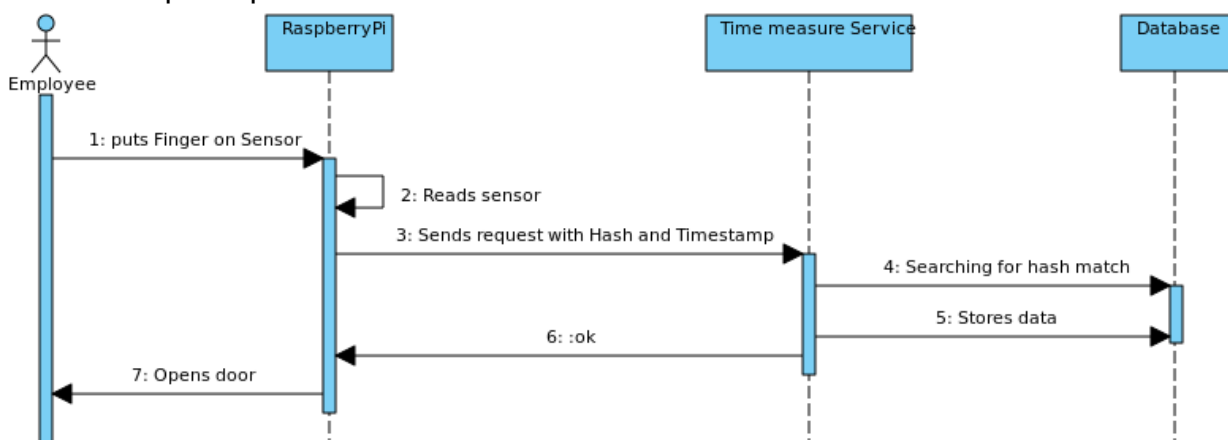 RaspberryPi
Time measure Service
Database
Employee
1: puts Finger on Sensor
2: Reads sensor
3: Sends request with Hash and Timestamp
4: Searching for hash match
5: Stores data
6: :ok
7: Opens door